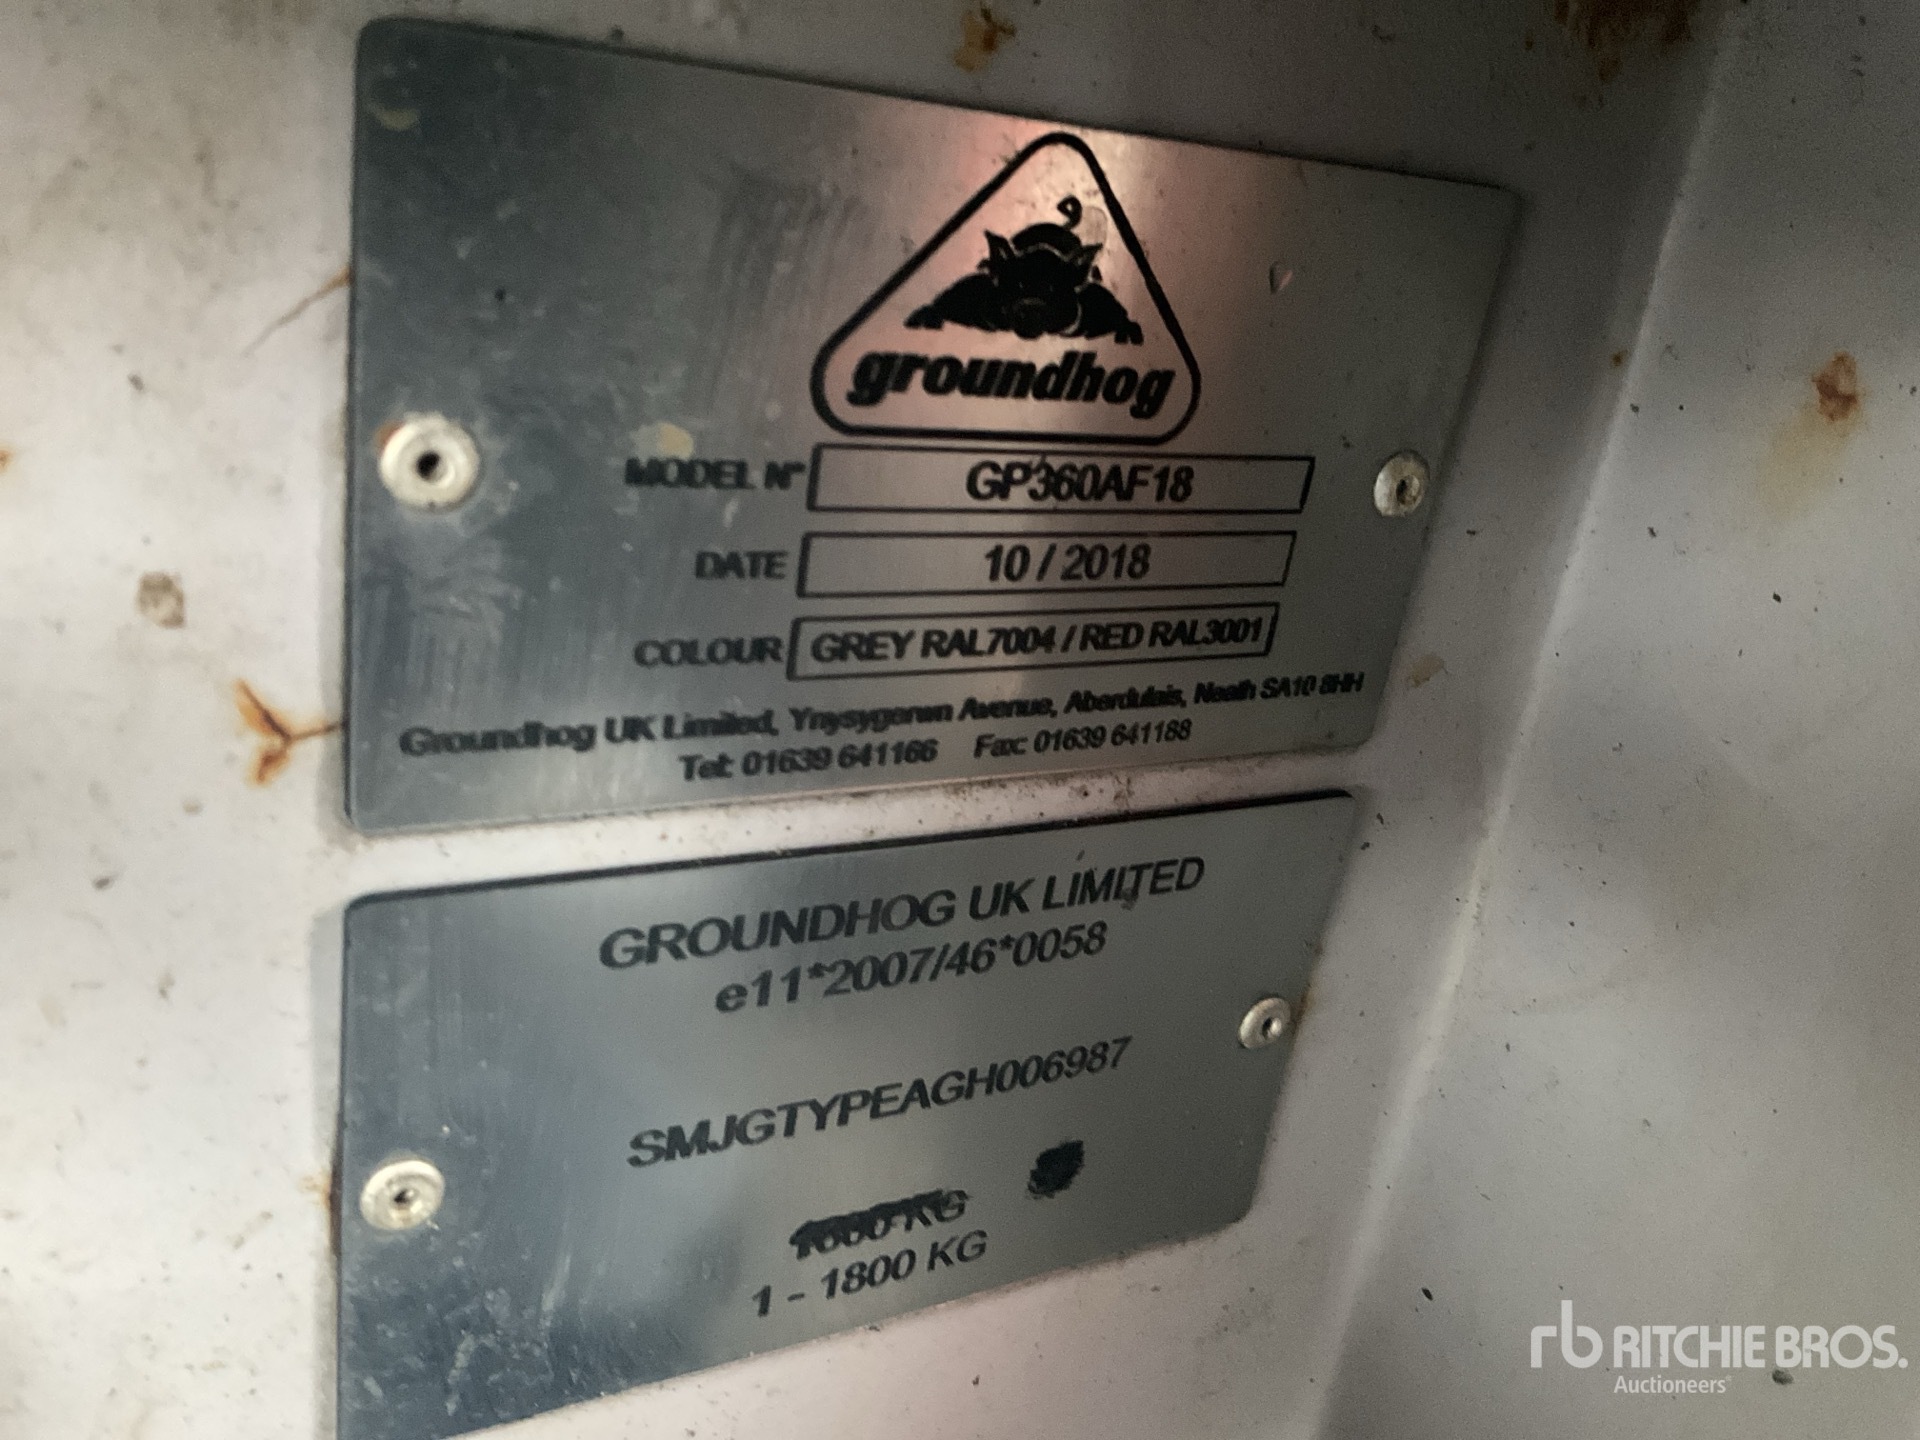 groundhog
MODEL N° GP360AF18
DATE 10 / 2018
COLOUR GREY RAL7004 / RED RAL3001
Groundhog UK Limited, Ynysygerwn Avenue, Aberdulais, Neath SA10 8HH
Tel: 01639 641166 Fax: 01639 641188
GROUNDHOG UK LIMITED
e11*2007/46*0058
SMJGTYPEAGH006987
KG
1 - 1800 KG
rb RITCHIE BROS.
Auctioneers